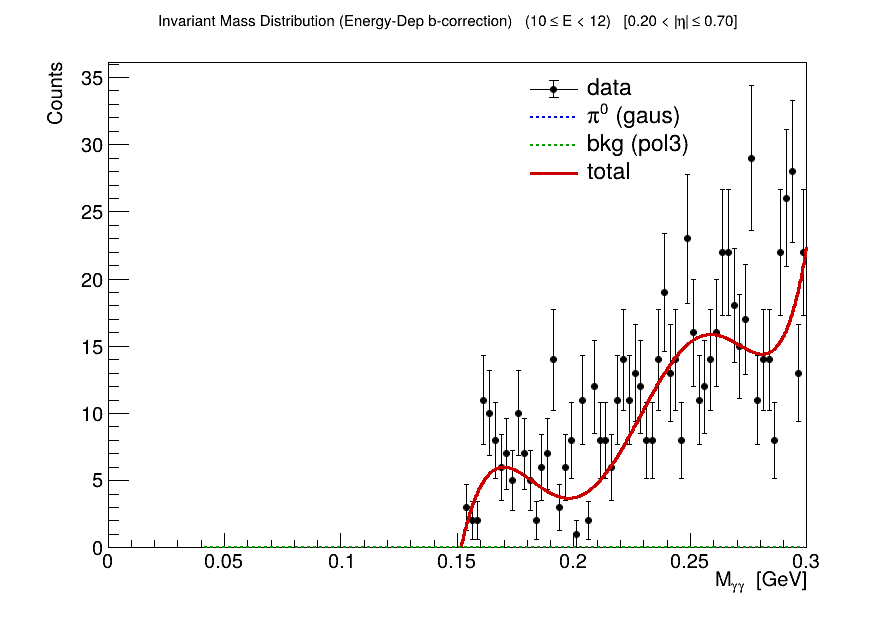 Invariant Mass Distribution (Energy-Dep b-correction) (10 ≤ E < 12) [0.20 < |η| ≤ 0.70]
Counts
35
30
25
20
15
10
5
0
data
π⁰ (gaus)
bkg (pol3)
total
0 0.05 0.1 0.15 0.2 0.25 0.3
Mγγ [GeV]